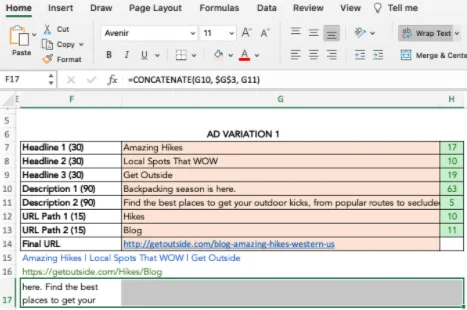 Home Insert Draw Page Layout Formulas Data Review View Tell me
Paste
Cut
Copy
Format
Avenir 11 A A
B I U A
Wrap Text
Merge & Cente
F17 fx =CONCATENATE(G10, $G$3, G11)
E F G H
5
6 AD VARIATION 1
7 Headline 1 (30) Amazing Hikes 17
8 Headline 2 (30) Local Spots That WOW 10
9 Headline 3 (30) Get Outside 19
10 Description 1 (90) Backpacking season is here. 63
11 Description 2 (90) Find the best places to get your outdoor kicks, from popular routes to secluded 5
12 URL Path 1 (15) Hikes 10
13 URL Path 2 (15) Blog 11
14 Final URL http://getoutside.com/blog-amazing-hikes-western-us
15 Amazing Hikes | Local Spots That WOW | Get Outside
16 https://getoutside.com/Hikes/Blog
here. Find the best
17 places to get your